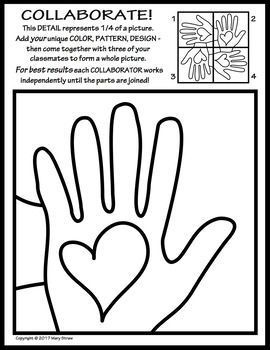 COLLABORATE!
This DETAIL represents 1/4 of a picture.
Add your unique COLOR, PATTERN, DESIGN -
then come together with three of your
classmates to form a whole picture.
For best results each COLLABORATOR works
independently until the parts are joined!
1 2
3 4
Copyright © 2017 Mary Straw